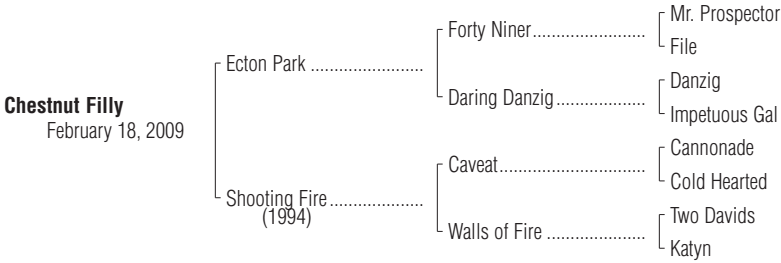 Chestnut Filly
February 18, 2009
Ecton Park ........................
Shooting Fire....................
(1994)
Forty Niner........................
Daring Danzig...................
Caveat...............................
Walls of Fire .....................
Mr. Prospector
File
Danzig
Impetuous Gal
Cannonade
Cold Hearted
Two Davids
Katyn